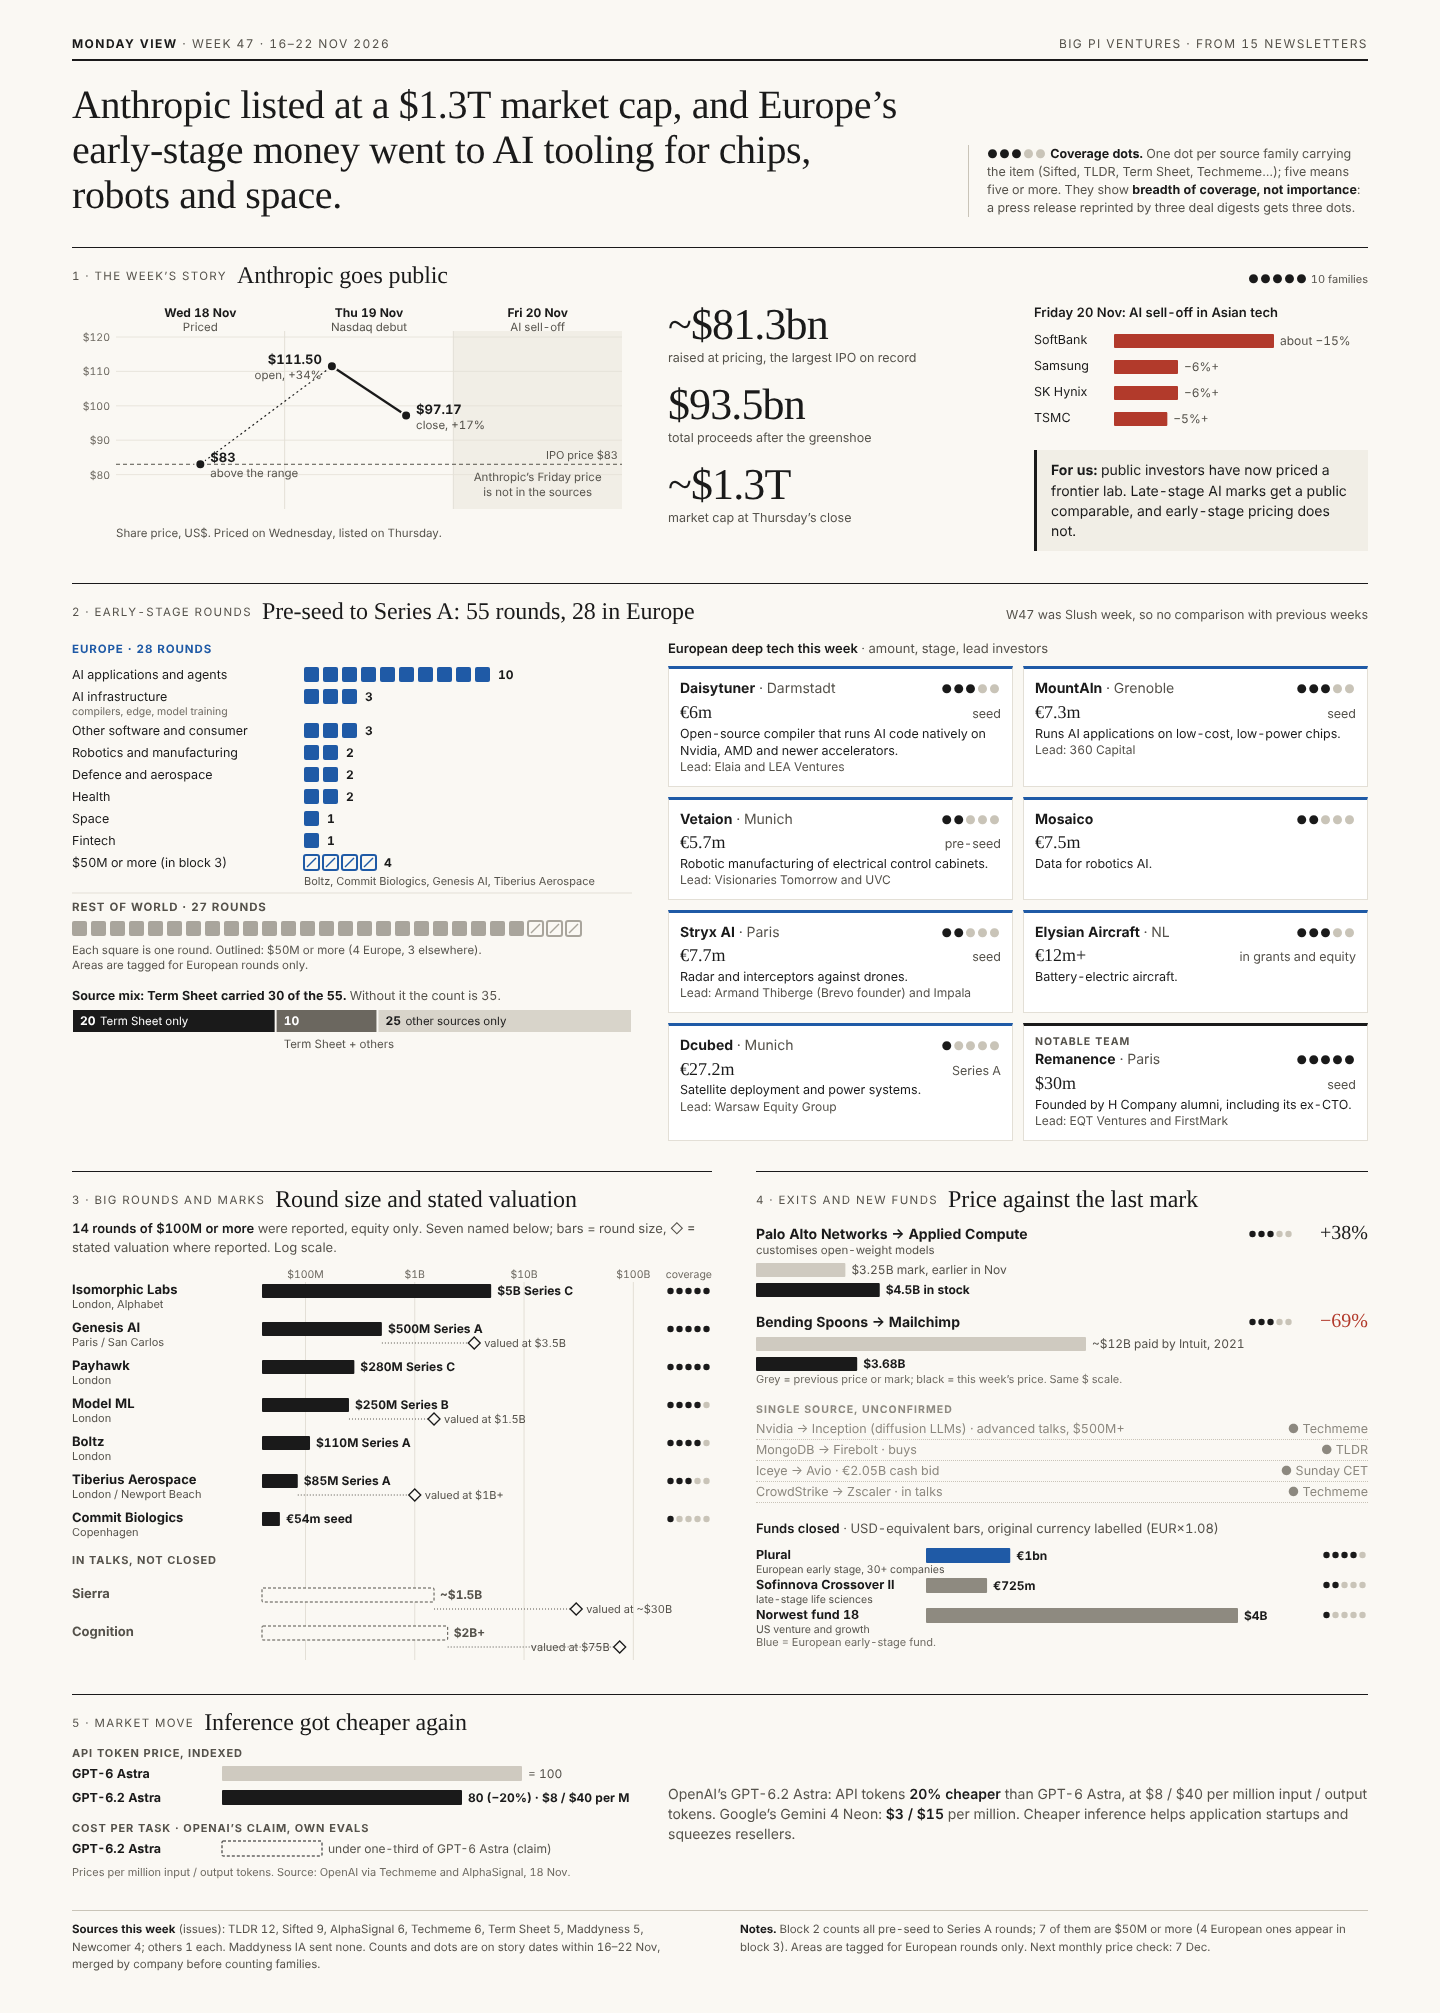 MONDAY VIEW · WEEK 47 · 16–22 NOV 2026
BIG PI VENTURES · FROM 15 NEWSLETTERS
Anthropic listed at a $1.3T market cap, and Europe’s
early-stage money went to AI tooling for chips,
robots and space.
Coverage dots. One dot per source family carrying
the item (Sifted, TLDR, Term Sheet, Techmeme…); five means
five or more. They show breadth of coverage, not importance:
a press release reprinted by three deal digests gets three dots.
1 · THE WEEK’S STORY Anthropic goes public
10 families
Wed 18 Nov
Priced
Thu 19 Nov
Nasdaq debut
Fri 20 Nov
AI sell-off
$120
$110
$100
$90
$80
$111.50
open, +34%
$97.17
close, +17%
$83
above the range
IPO price $83
Anthropic’s Friday price
is not in the sources
Share price, US$. Priced on Wednesday, listed on Thursday.
~$81.3bn
raised at pricing, the largest IPO on record
$93.5bn
total proceeds after the greenshoe
~$1.3T
market cap at Thursday’s close
Friday 20 Nov: AI sell-off in Asian tech
SoftBank about −15%
Samsung −6%+
SK Hynix −6%+
TSMC −5%+
For us: public investors have now priced a
frontier lab. Late-stage AI marks get a public
comparable, and early-stage pricing does
not.
2 · EARLY-STAGE ROUNDS Pre-seed to Series A: 55 rounds, 28 in Europe
W47 was Slush week, so no comparison with previous weeks
EUROPE · 28 ROUNDS
AI applications and agents 10
AI infrastructure 3
compilers, edge, model training
Other software and consumer 3
Robotics and manufacturing 2
Defence and aerospace 2
Health 2
Space 1
Fintech 1
$50M or more (in block 3) 4
Boltz, Commit Biologics, Genesis AI, Tiberius Aerospace
REST OF WORLD · 27 ROUNDS
Each square is one round. Outlined: $50M or more (4 Europe, 3 elsewhere).
Areas are tagged for European rounds only.
Source mix: Term Sheet carried 30 of the 55. Without it the count is 35.
20 Term Sheet only
10
25 other sources only
Term Sheet + others
European deep tech this week · amount, stage, lead investors
Daisytuner · Darmstadt
€6m seed
Open-source compiler that runs AI code natively on
Nvidia, AMD and newer accelerators.
Lead: Elaia and LEA Ventures
MountAIn · Grenoble
€7.3m seed
Runs AI applications on low-cost, low-power chips.
Lead: 360 Capital
Vetaion · Munich
€5.7m pre-seed
Robotic manufacturing of electrical control cabinets.
Lead: Visionaries Tomorrow and UVC
Mosaico
€7.5m
Data for robotics AI.
Stryx AI · Paris
€7.7m seed
Radar and interceptors against drones.
Lead: Armand Thiberge (Brevo founder) and Impala
Elysian Aircraft · NL
€12m+ in grants and equity
Battery-electric aircraft.
Dcubed · Munich
€27.2m Series A
Satellite deployment and power systems.
Lead: Warsaw Equity Group
NOTABLE TEAM
Remanence · Paris
$30m seed
Founded by H Company alumni, including its ex-CTO.
Lead: EQT Ventures and FirstMark
3 · BIG ROUNDS AND MARKS Round size and stated valuation
14 rounds of $100M or more were reported, equity only. Seven named below; bars = round size, ◇ =
stated valuation where reported. Log scale.
$100M $1B $10B $100B coverage
Isomorphic Labs $5B Series C
London, Alphabet
Genesis AI $500M Series A
Paris / San Carlos valued at $3.5B
Payhawk $280M Series C
London
Model ML $250M Series B
London valued at $1.5B
Boltz $110M Series A
London
Tiberius Aerospace $85M Series A
London / Newport Beach valued at $1B+
Commit Biologics €54m seed
Copenhagen
IN TALKS, NOT CLOSED
Sierra ~$1.5B
valued at ~$30B
Cognition $2B+
valued at $75B
4 · EXITS AND NEW FUNDS Price against the last mark
Palo Alto Networks → Applied Compute +38%
customises open-weight models
$3.25B mark, earlier in Nov
$4.5B in stock
Bending Spoons → Mailchimp −69%
~$12B paid by Intuit, 2021
$3.68B
Grey = previous price or mark; black = this week’s price. Same $ scale.
SINGLE SOURCE, UNCONFIRMED
Nvidia → Inception (diffusion LLMs) · advanced talks, $500M+ Techmeme
MongoDB → Firebolt · buys TLDR
Iceye → Avio · €2.05B cash bid Sunday CET
CrowdStrike → Zscaler · in talks Techmeme
Funds closed · USD-equivalent bars, original currency labelled (EUR×1.08)
Plural €1bn
European early stage, 30+ companies
Sofinnova Crossover II €725m
late-stage life sciences
Norwest fund 18 $4B
US venture and growth
Blue = European early-stage fund.
5 · MARKET MOVE Inference got cheaper again
API TOKEN PRICE, INDEXED
GPT-6 Astra = 100
GPT-6.2 Astra 80 (−20%) · $8 / $40 per M
COST PER TASK · OPENAI’S CLAIM, OWN EVALS
GPT-6.2 Astra under one-third of GPT-6 Astra (claim)
Prices per million input / output tokens. Source: OpenAI via Techmeme and AlphaSignal, 18 Nov.
OpenAI’s GPT-6.2 Astra: API tokens 20% cheaper than GPT-6 Astra, at $8 / $40 per million input / output
tokens. Google’s Gemini 4 Neon: $3 / $15 per million. Cheaper inference helps application startups and
squeezes resellers.
Sources this week (issues): TLDR 12, Sifted 9, AlphaSignal 6, Techmeme 6, Term Sheet 5, Maddyness 5,
Newcomer 4; others 1 each. Maddyness IA sent none. Counts and dots are on story dates within 16–22 Nov,
merged by company before counting families.
Notes. Block 2 counts all pre-seed to Series A rounds; 7 of them are $50M or more (4 European ones appear in
block 3). Areas are tagged for European rounds only. Next monthly price check: 7 Dec.